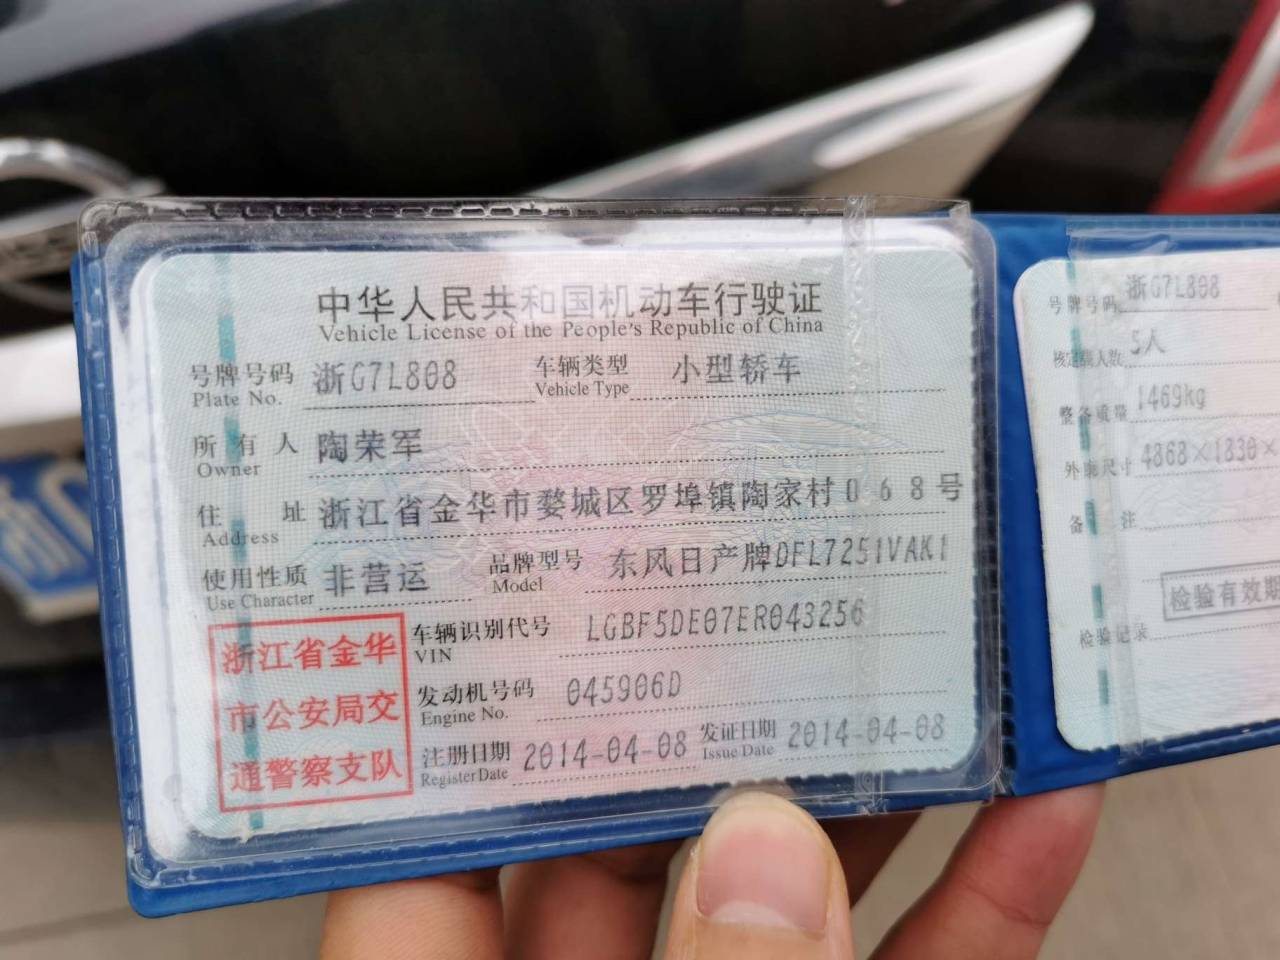 中华人民共和国机动车行驶证
Vehicle License of the People's Republic of China
号牌号码 浙G7L808 车辆类型 小型轿车
Plate No. Vehicle Type
所有人 陶荣军
Owner
住址 浙江省金华市婺城区罗埠镇陶家村068号
Address
使用性质 非营运 品牌型号 东风日产牌DFL7251VAK1
Use Character Model
车辆识别代号 LGBF5DE07ER043256
VIN
发动机号码 045906D
Engine No.
注册日期 2014-04-08 发证日期 2014-04-08
Register Date Issue Date
浙江省金华
市公安局交
通警察支队
号牌号码 浙G7L808
核定载人数 5人
整备质量 1469kg
外廓尺寸 4868×1830×
备注
检验有效期
检验记录